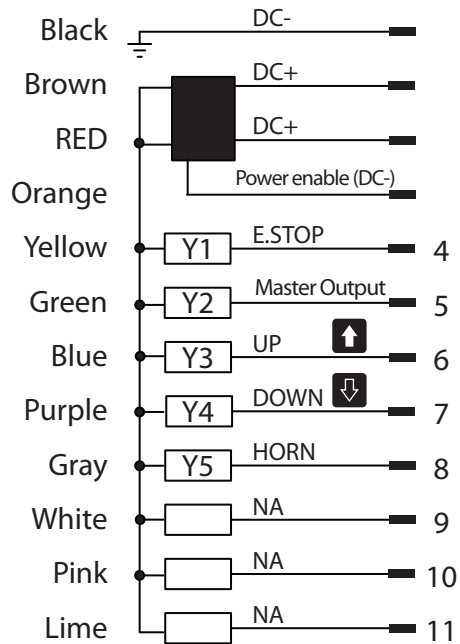 Black DC-
Brown DC+
RED DC+
Orange Power enable (DC-)
Yellow Y1 E.STOP 4
Green Y2 Master Output 5
Blue Y3 UP 6
Purple Y4 DOWN 7
Gray Y5 HORN 8
White NA 9
Pink NA 10
Lime NA 11